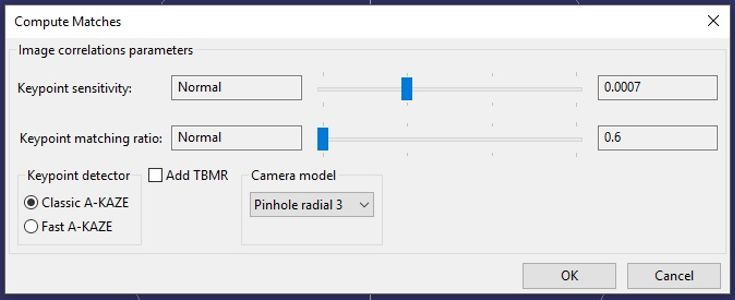 Compute Matches
Image correlations parameters
Keypoint sensitivity: Normal 0.0007
Keypoint matching ratio: Normal 0.6
Keypoint detector Add TBMR Camera model
Classic A-KAZE Pinhole radial 3
Fast A-KAZE
OK Cancel